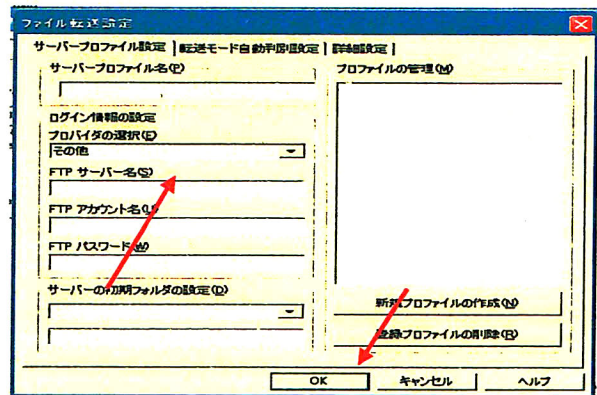 ファイル転送設定
サーバープロファイル設定
転送モード自動判別設定
詳細設定
サーバープロファイル名(P)
ログイン情報の設定
プロバイダの選択(E)
その他
FTP サーバー名(S)
FTP アカウント名(U)
FTP パスワード(W)
サーバーの初期フォルダの設定(D)
プロファイルの管理(M)
新規プロファイルの作成(N)
登録プロファイルの削除(R)
OK
キャンセル
ヘルプ